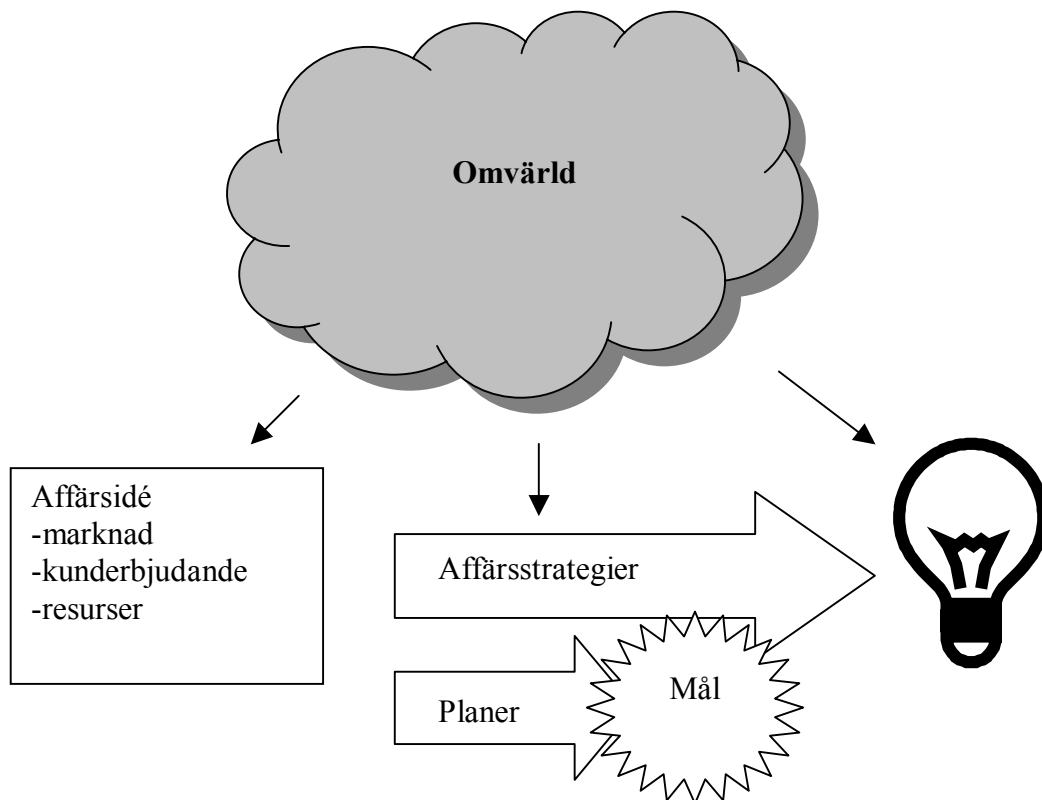 Omvärld
Affärsidé
-marknad
-kunderbjudande
-resurser
Affärsstrategier
Planer
Mål